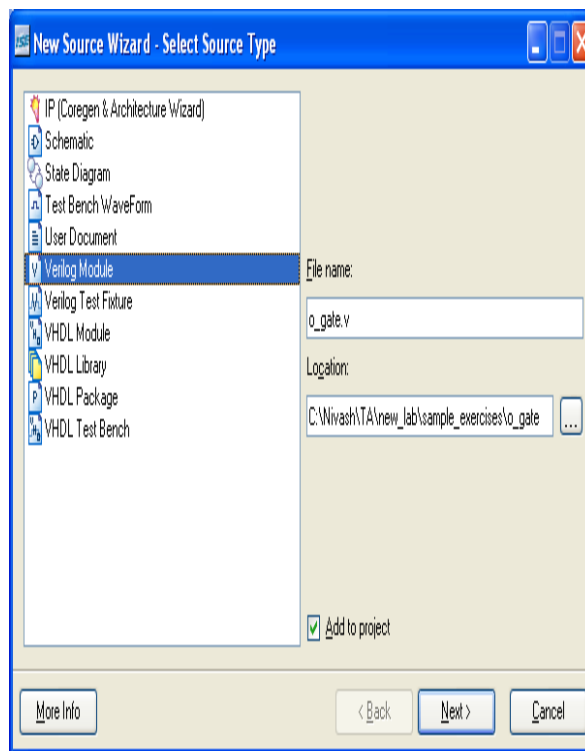 New Source Wizard - Select Source Type
IP (Coregen & Architecture Wizard)
Schematic
State Diagram
Test Bench WaveForm
User Document
Verilog Module
Verilog Test Fixture
VHDL Module
VHDL Library
VHDL Package
VHDL Test Bench
File name:
o_gate.v
Location:
C:\Nivash\TA\new_lab\sample_exercises\o_gate
...
Add to project
More Info
< Back
Next >
Cancel